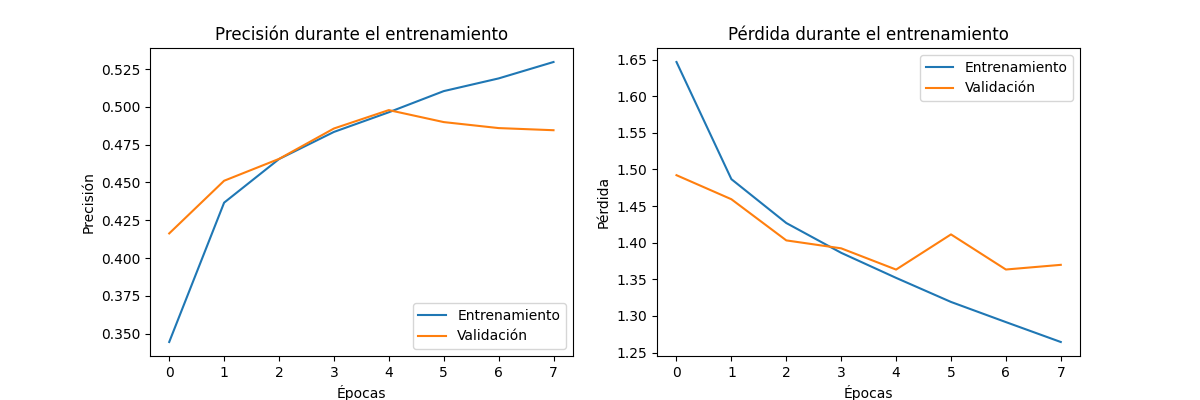 Precisión durante el entrenamiento
Precisión
0.525
0.500
0.475
0.450
0.425
0.400
0.375
0.350
Entrenamiento
Validación
0 1 2 3 4 5 6 7
Épocas
Pérdida durante el entrenamiento
Pérdida
1.65
1.60
1.55
1.50
1.45
1.40
1.35
1.30
1.25
Entrenamiento
Validación
0 1 2 3 4 5 6 7
Épocas